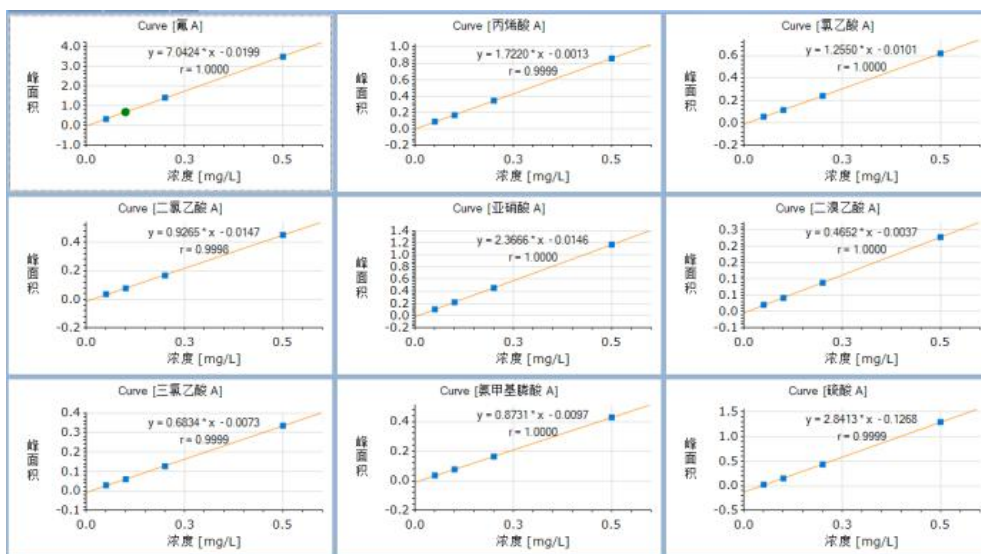 Curve [氟 A]
y = 7.0424 * x - 0.0199
r = 1.0000
峰面积
4.0
3.0
2.0
1.0
0.0
-1.0
0.0
0.3
0.5
浓度 [mg/L]
Curve [丙烯酸 A]
y = 1.7220 * x - 0.0013
r = 0.9999
峰面积
1.0
0.8
0.6
0.4
0.2
0.0
-0.2
0.0
0.3
0.5
浓度 [mg/L]
Curve [氯乙酸 A]
y = 1.2550 * x - 0.0101
r = 1.0000
峰面积
0.6
0.4
0.2
0.0
-0.2
0.0
0.3
0.5
浓度 [mg/L]
Curve [二氯乙酸 A]
y = 0.9265 * x - 0.0147
r = 0.9998
峰面积
0.4
0.2
0.0
-0.2
0.0
0.3
0.5
浓度 [mg/L]
Curve [亚硝酸 A]
y = 2.3666 * x - 0.0146
r = 1.0000
峰面积
1.4
1.2
1.0
0.8
0.6
0.4
0.2
0.0
-0.2
0.0
0.3
0.5
浓度 [mg/L]
Curve [二溴乙酸 A]
y = 0.4652 * x - 0.0037
r = 1.0000
峰面积
0.3
0.2
0.2
0.1
0.1
0.0
-0.1
0.0
0.3
0.5
浓度 [mg/L]
Curve [三氯乙酸 A]
y = 0.6834 * x - 0.0073
r = 0.9999
峰面积
0.4
0.3
0.2
0.1
0.0
-0.1
0.0
0.3
0.5
浓度 [mg/L]
Curve [氨甲基膦酸 A]
y = 0.8731 * x - 0.0097
r = 1.0000
峰面积
0.4
0.2
0.0
-0.2
0.0
0.3
0.5
浓度 [mg/L]
Curve [硫酸 A]
y = 2.8413 * x - 0.1268
r = 0.9999
峰面积
1.5
1.0
0.5
0.0
-0.5
0.0
0.3
0.5
浓度 [mg/L]